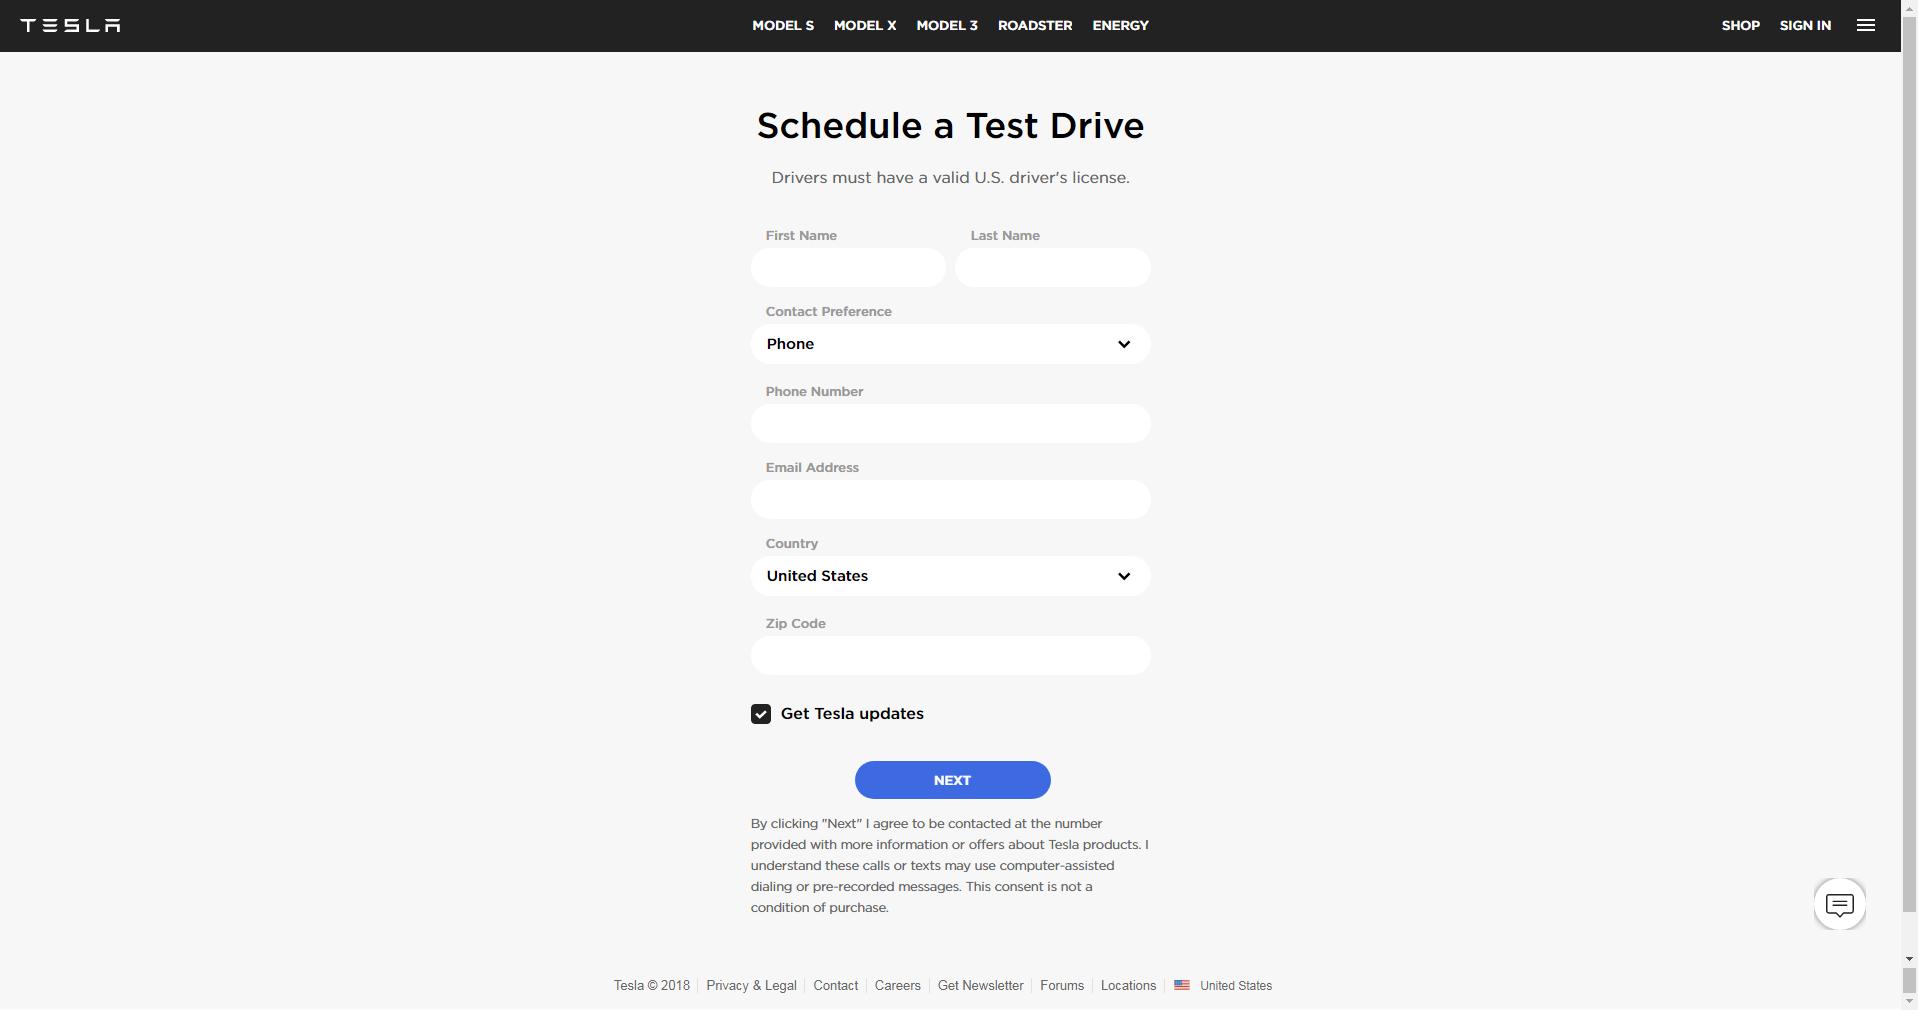 TESLA
MODEL S MODEL X MODEL 3 ROADSTER ENERGY
SHOP SIGN IN
Schedule a Test Drive
Drivers must have a valid U.S. driver's license.
First Name Last Name
Contact Preference
Phone
Phone Number
Email Address
Country
United States
Zip Code
Get Tesla updates
NEXT
By clicking "Next" I agree to be contacted at the number
provided with more information or offers about Tesla products. I
understand these calls or texts may use computer-assisted
dialing or pre-recorded messages. This consent is not a
condition of purchase.
Tesla © 2018 Privacy & Legal Contact Careers Get Newsletter Forums Locations United States